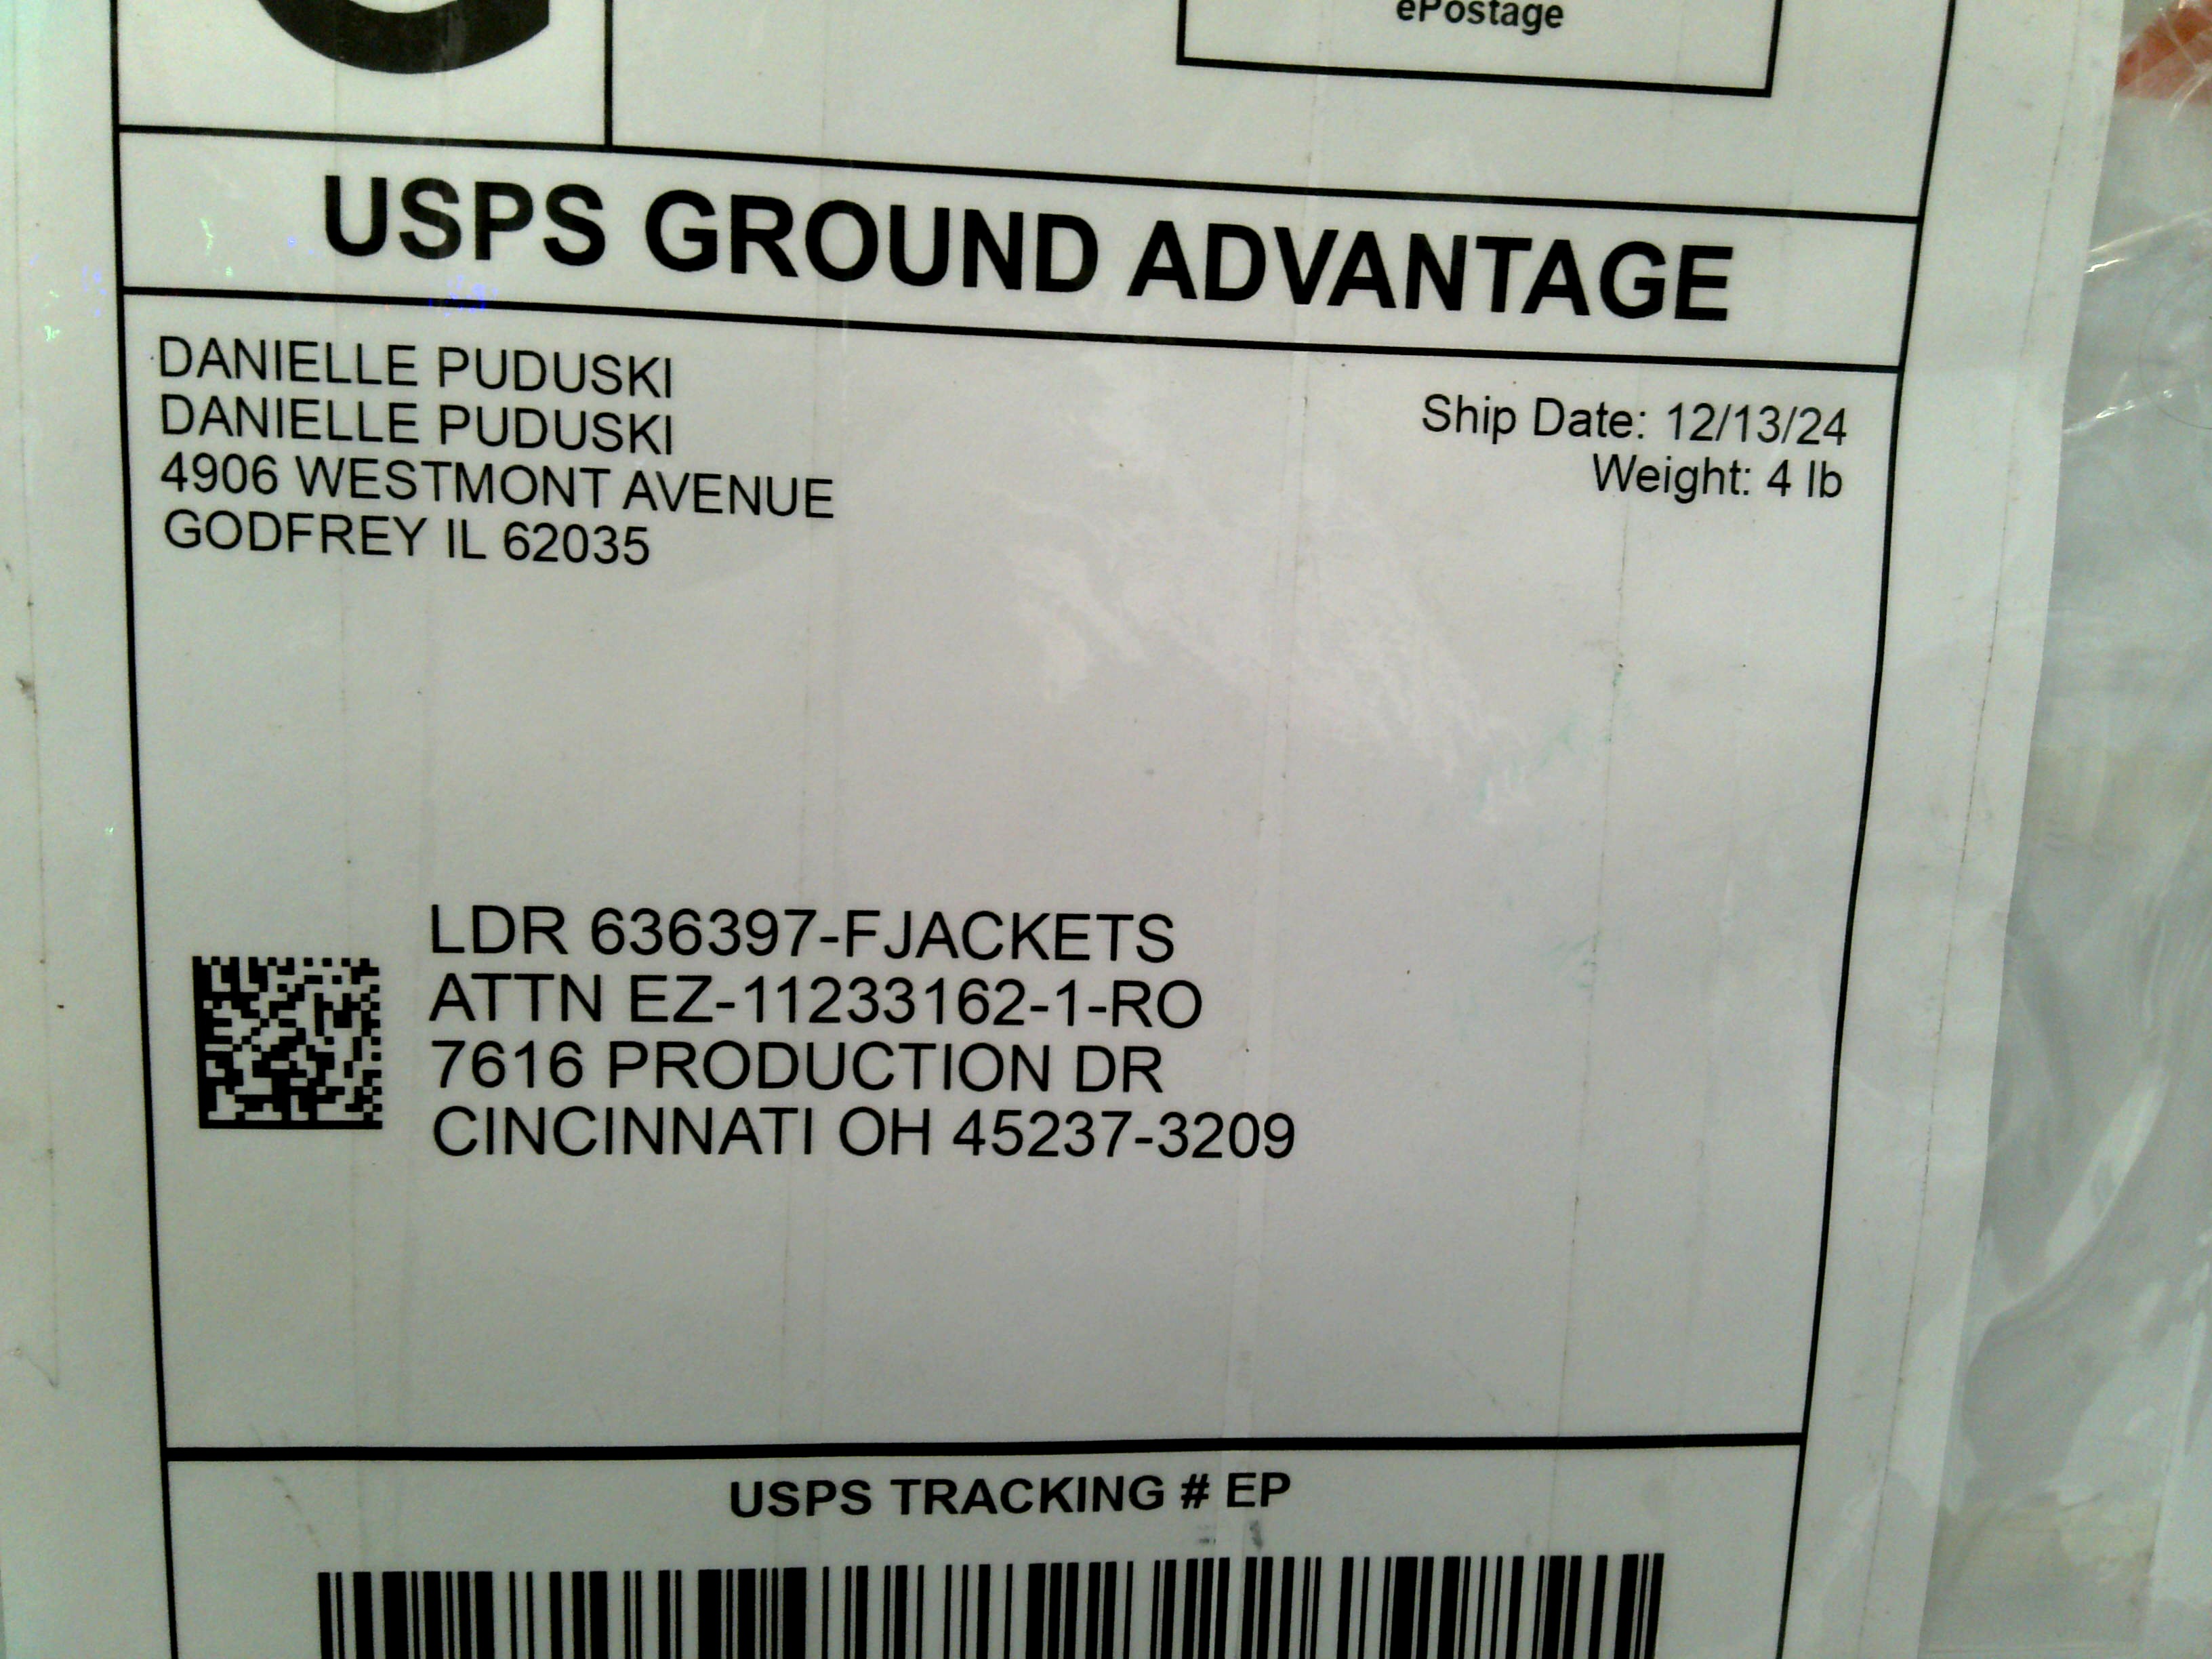 ePostage
USPS GROUND ADVANTAGE
DANIELLE PUDUSKI
DANIELLE PUDUSKI
4906 WESTMONT AVENUE
GODFREY IL 62035
Ship Date: 12/13/24
Weight: 4 lb
LDR 636397-FJACKETS
ATTN EZ-11233162-1-RO
7616 PRODUCTION DR
CINCINNATI OH 45237-3209
USPS TRACKING # EP